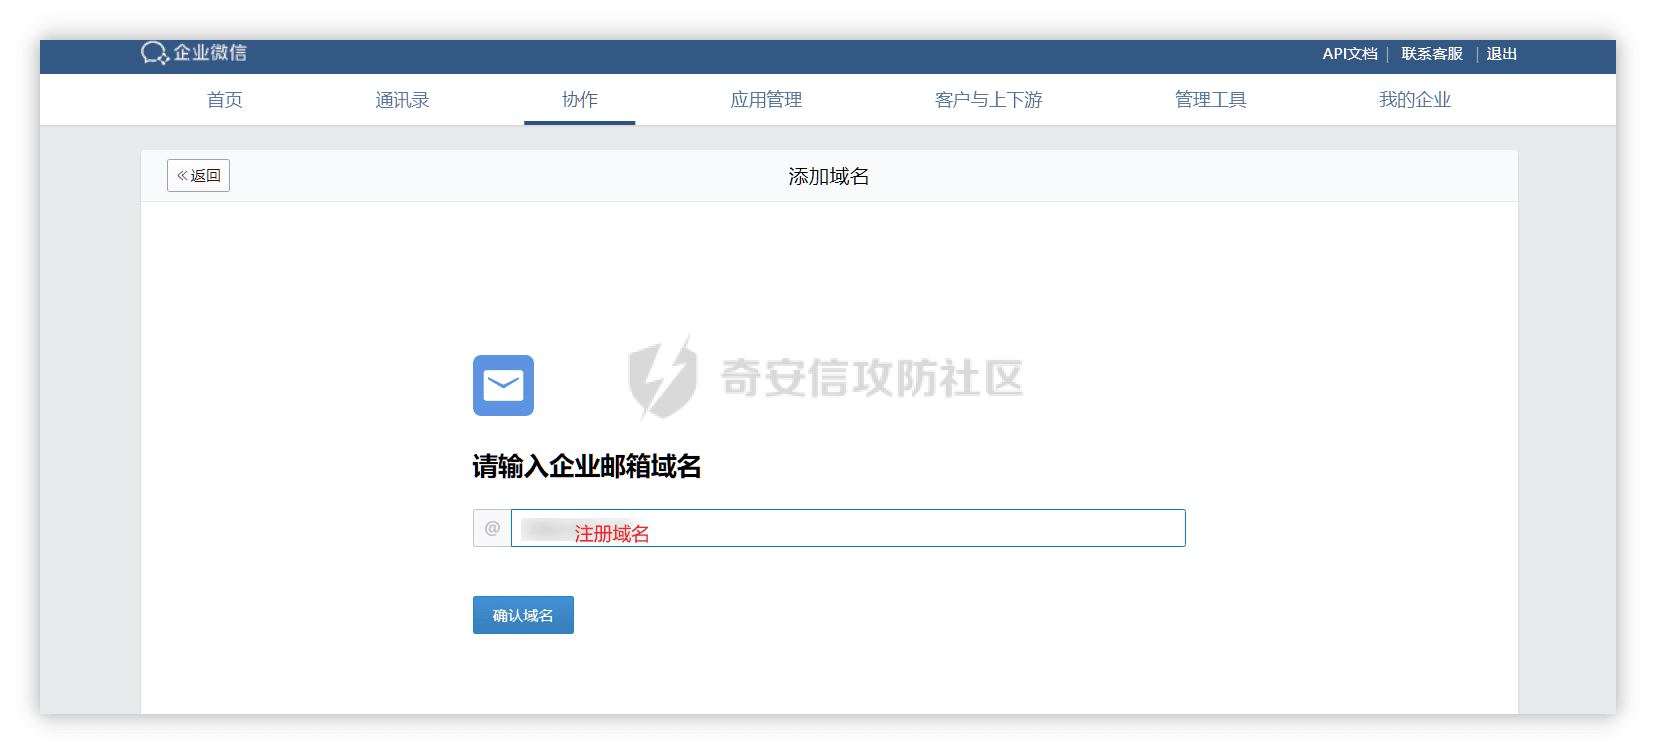 企业微信
API文档 | 联系客服 | 退出
首页 通讯录 协作 应用管理 客户与上下游 管理工具 我的企业
«返回
添加域名
奇安信攻防社区
请输入企业邮箱域名
@ 注册域名
确认域名